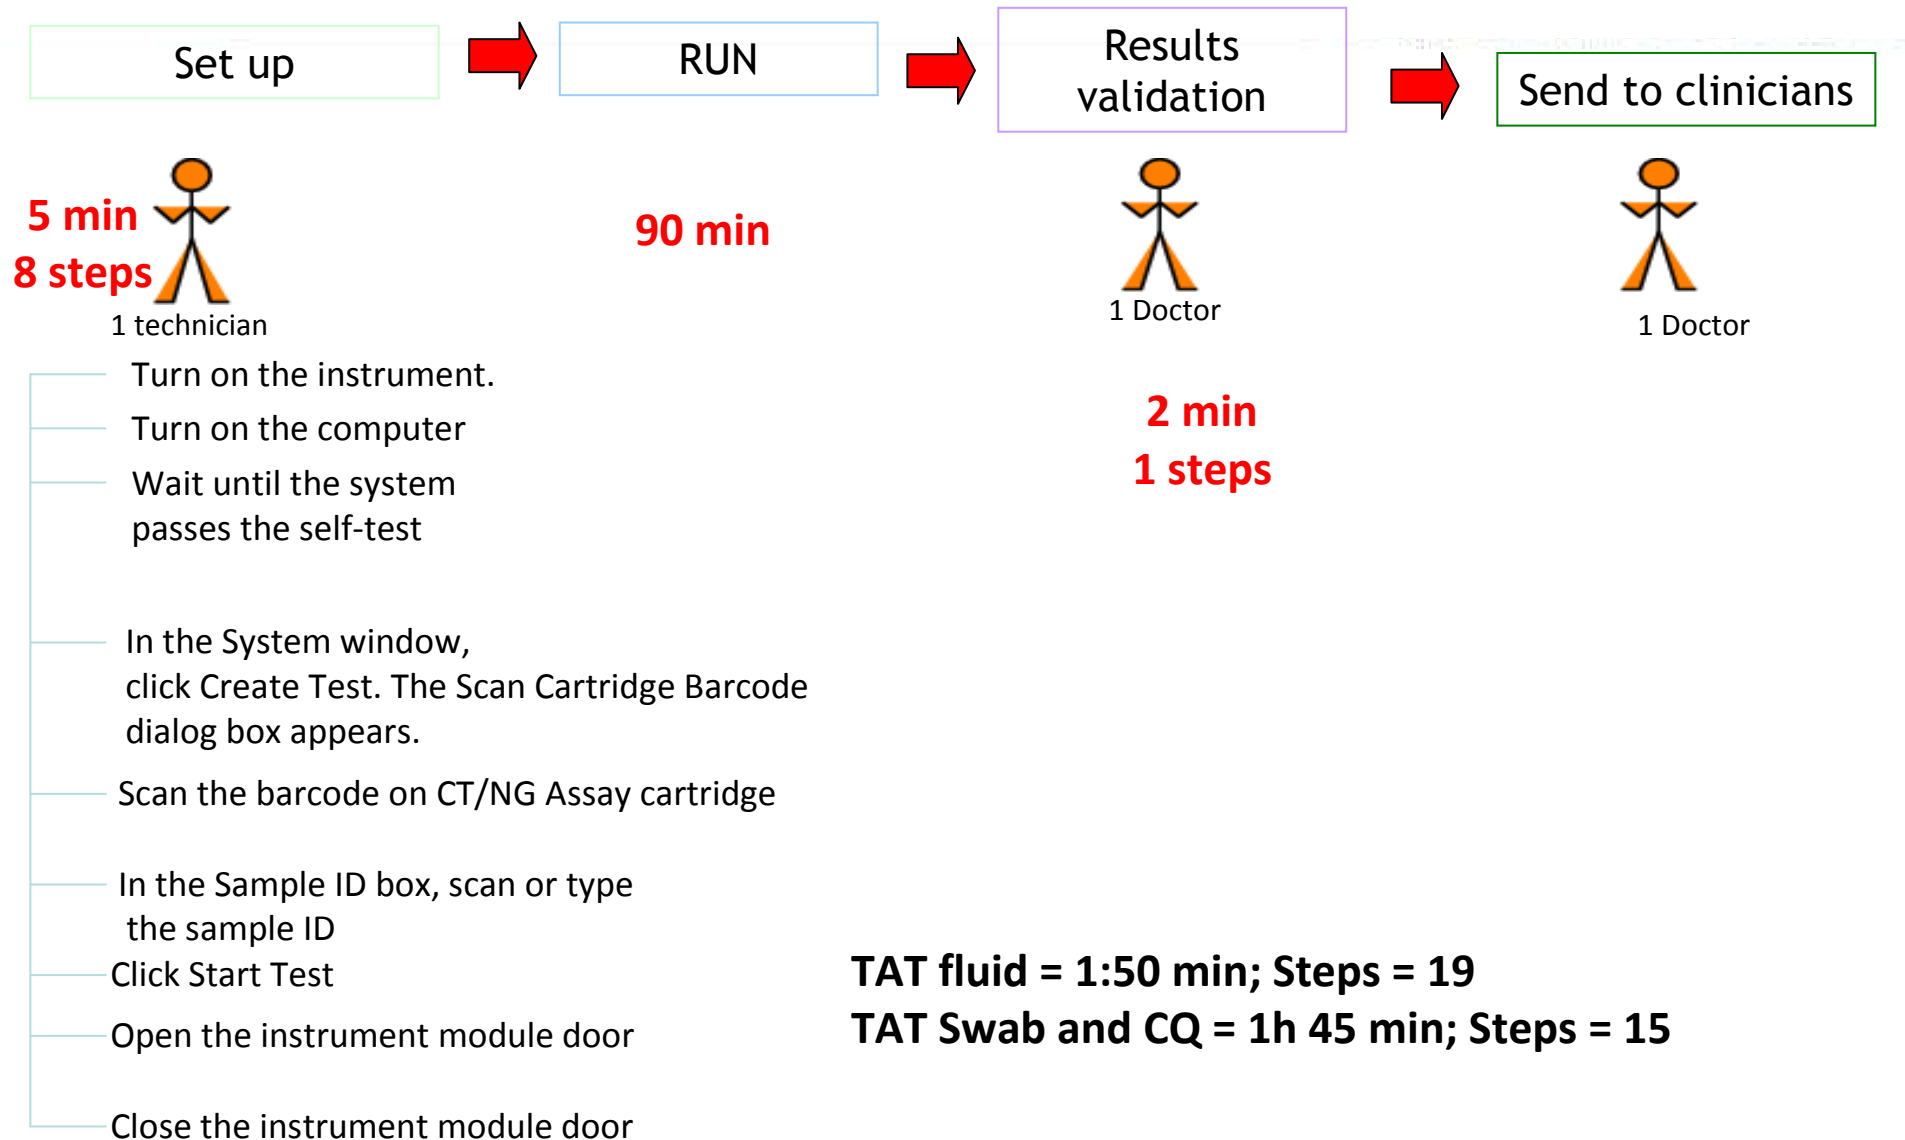 Set up
RUN
Results
validation
Send to clinicians
5 min
8 steps
1 technician
90 min
1 Doctor
2 min
1 steps
1 Doctor
Turn on the instrument.
Turn on the computer
Wait until the system
passes the self-test
In the System window,
click Create Test. The Scan Cartridge Barcode
dialog box appears.
Scan the barcode on CT/NG Assay cartridge
In the Sample ID box, scan or type
the sample ID
Click Start Test
Open the instrument module door
Close the instrument module door
TAT fluid = 1:50 min; Steps = 19
TAT Swab and CQ = 1h 45 min; Steps = 15